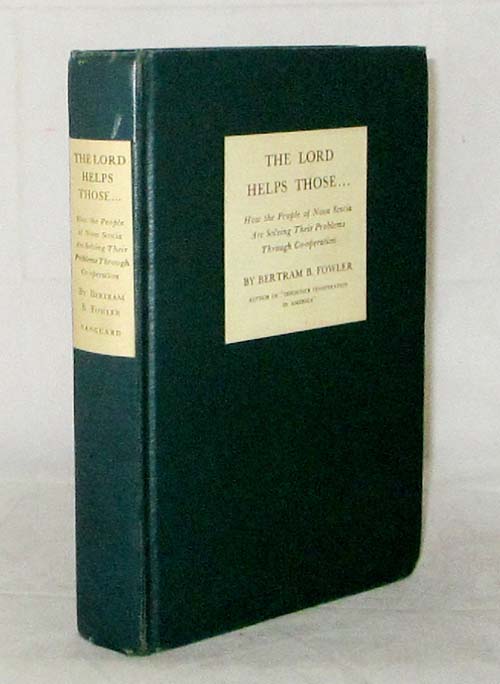 THE LORD
HELPS THOSE...
How the People
of Nova Scotia
Are Solving Their
Problems Through
Co-operation
BY BERTRAM
B. FOWLER
VANGUARD
THE LORD
HELPS THOSE...
How the People of Nova Scotia
Are Solving Their Problems
Through Co-operation
BY BERTRAM B. FOWLER
AUTHOR OF "CONSUMER COOPERATION
IN AMERICA"